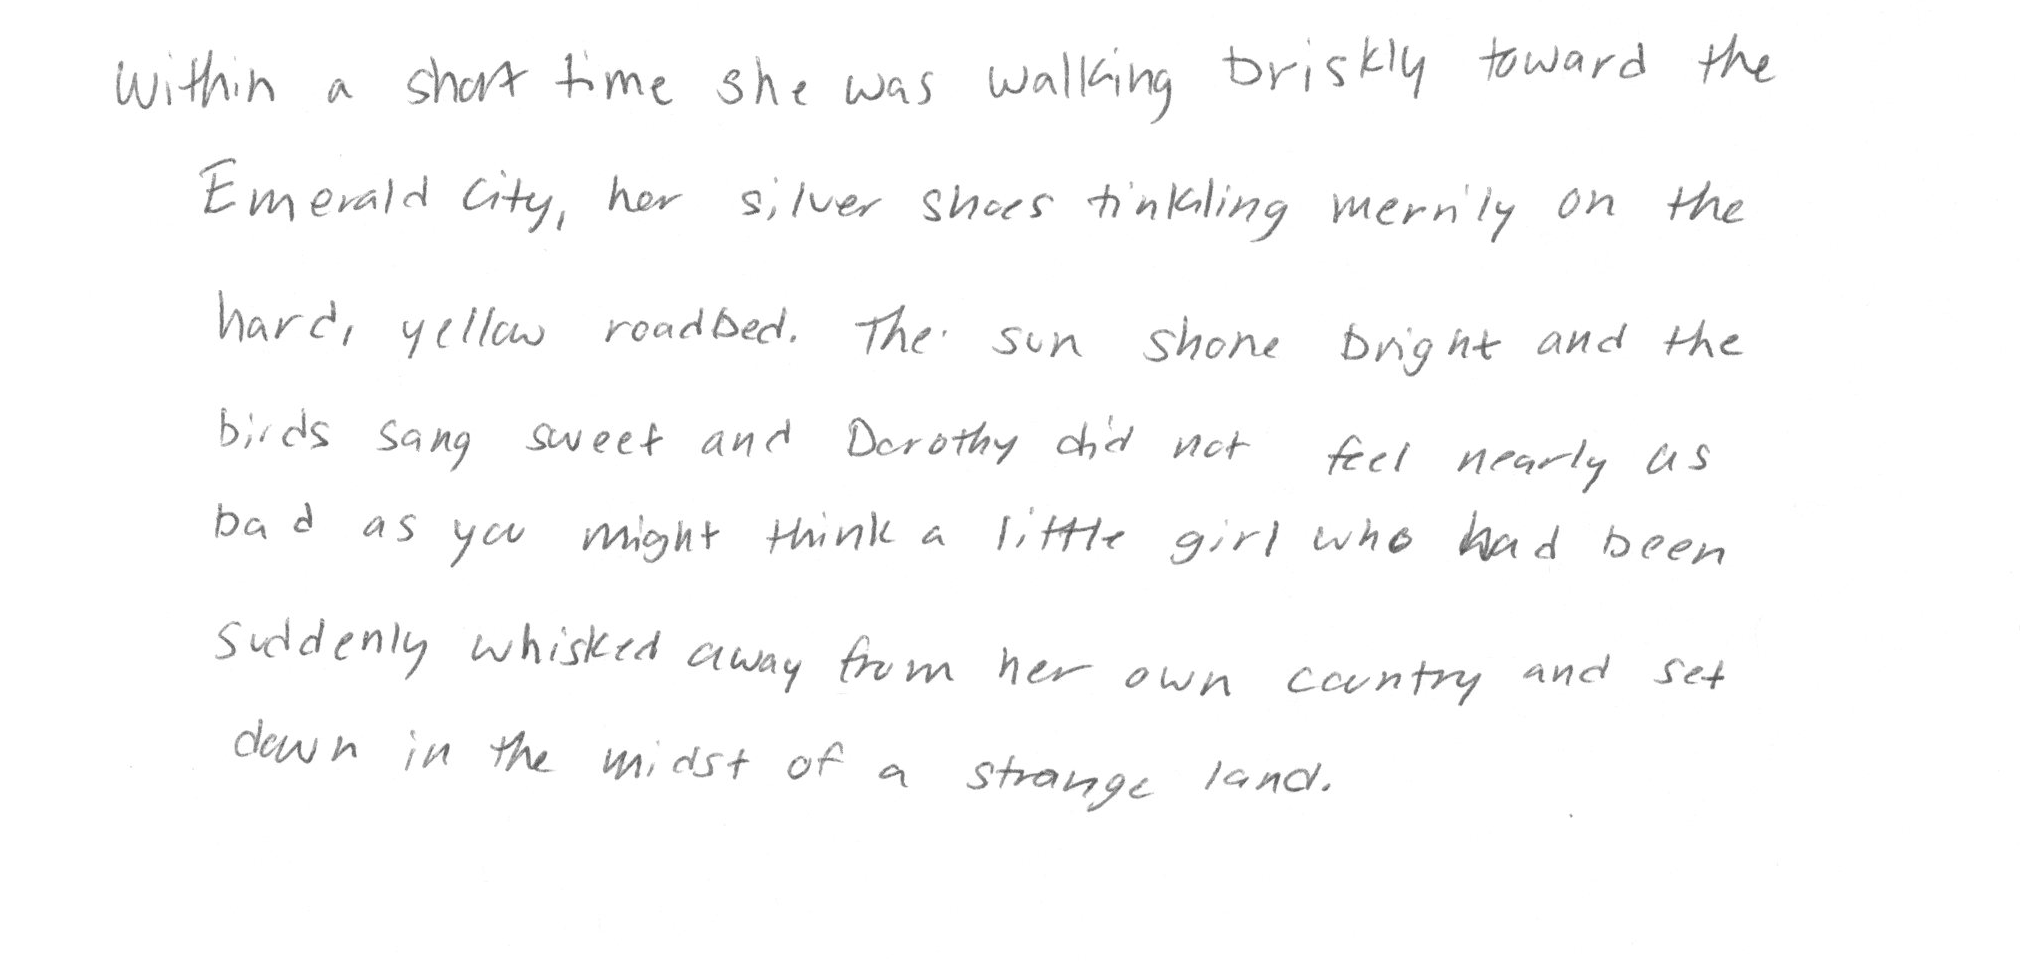 Within a short time she was walking briskly toward the
Emerald City, her silver shoes tinkling merrily on the
hard, yellow roadbed. The sun shone bright and the
birds sang sweet and Dorothy did not feel nearly as
bad as you might think a little girl who had been
suddenly whisked away from her own country and set
down in the midst of a strange land.